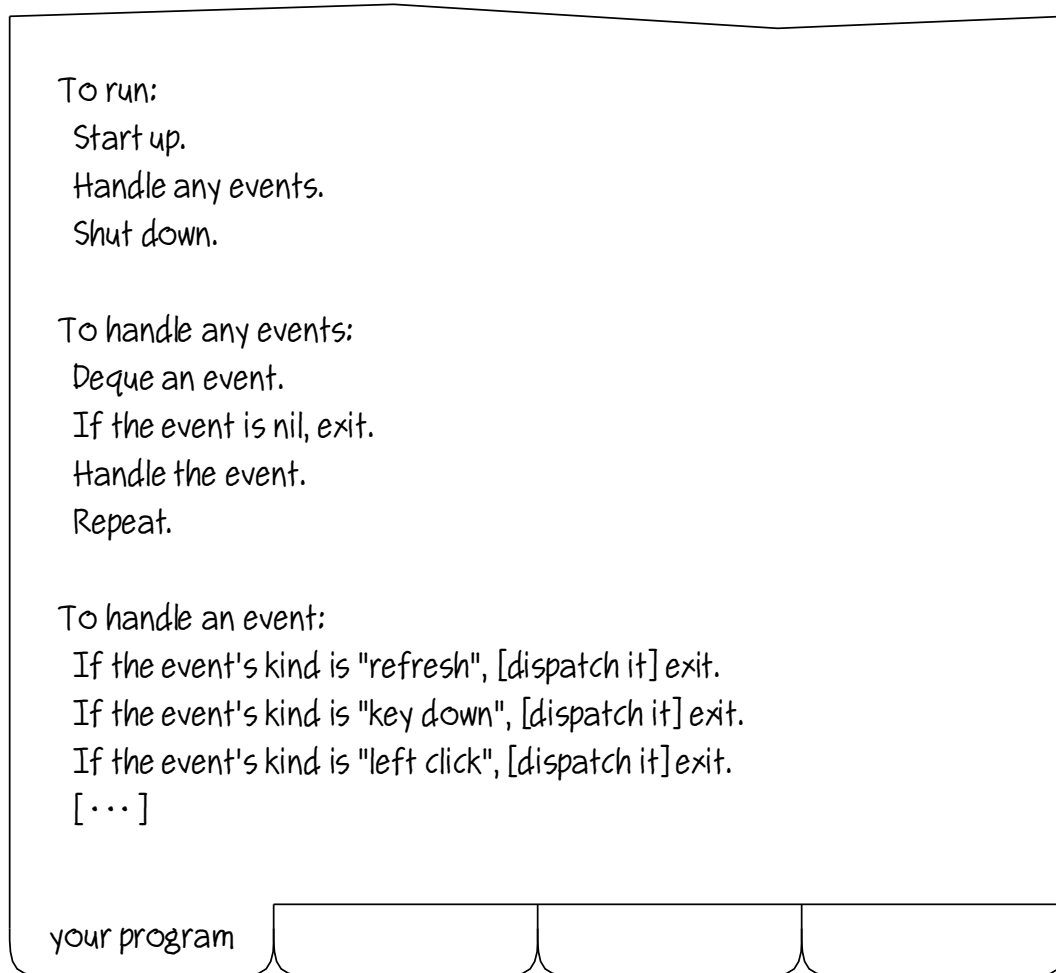 To run:
Start up.
Handle any events.
Shut down.
To handle any events:
Deque an event.
If the event is nil, exit.
Handle the event.
Repeat.
To handle an event:
If the event's kind is "refresh", [dispatch it] exit.
If the event's kind is "key down", [dispatch it] exit.
If the event's kind is "left click", [dispatch it] exit.
[...]
your program